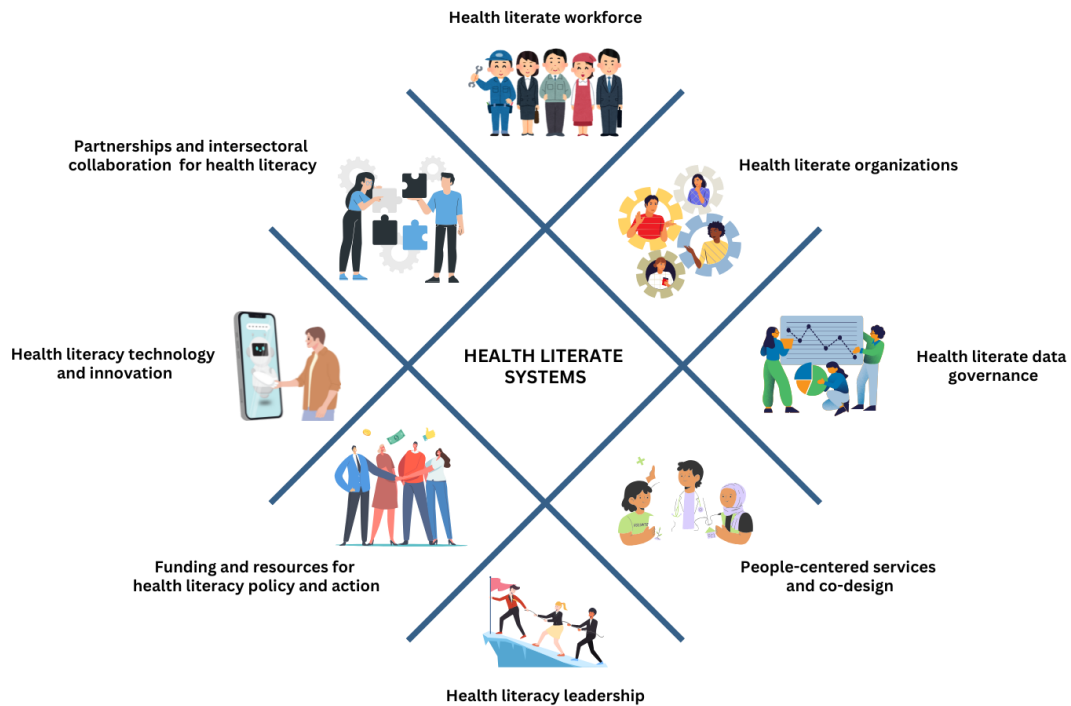 Health literate workforce
Partnerships and intersectoral
collaboration for health literacy
Health literate organizations
Health literacy technology
and innovation
HEALTH LITERATE
SYSTEMS
Health literate data
governance
Funding and resources for
health literacy policy and action
People-centered services
and co-design
Health literacy leadership